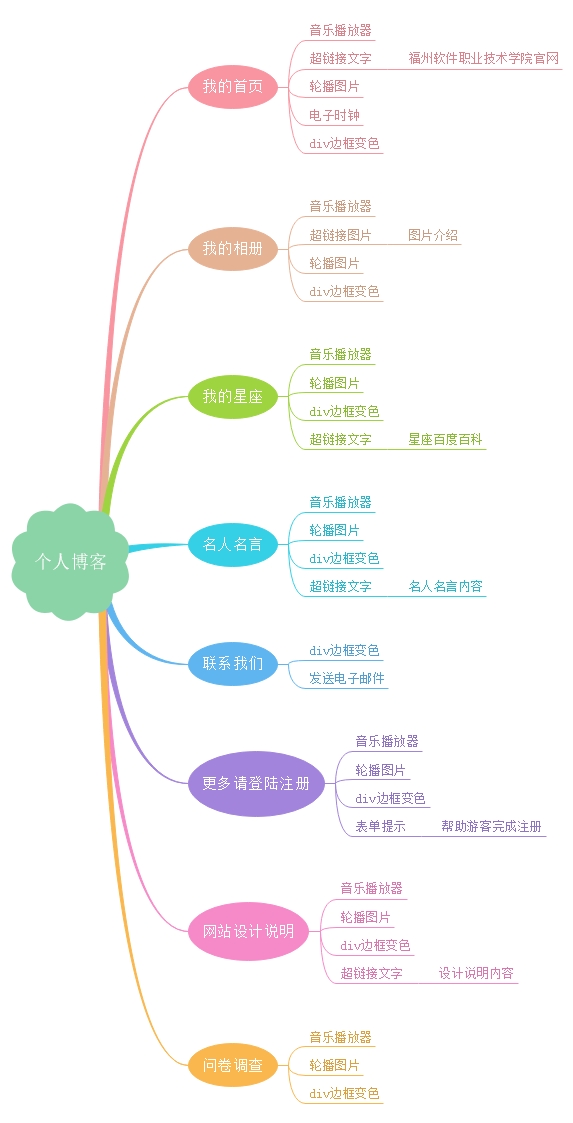 个人博客
我的首页
音乐播放器
超链接文字 福州软件职业技术学院官网
轮播图片
电子时钟
div边框变色
我的相册
音乐播放器
超链接图片 图片介绍
轮播图片
div边框变色
我的星座
音乐播放器
轮播图片
div边框变色
超链接文字 星座百度百科
名人名言
音乐播放器
轮播图片
div边框变色
超链接文字 名人名言内容
联系我们
div边框变色
发送电子邮件
更多请登陆注册
音乐播放器
轮播图片
div边框变色
表单提示 帮助游客完成注册
网站设计说明
音乐播放器
轮播图片
div边框变色
超链接文字 设计说明内容
问卷调查
音乐播放器
轮播图片
div边框变色